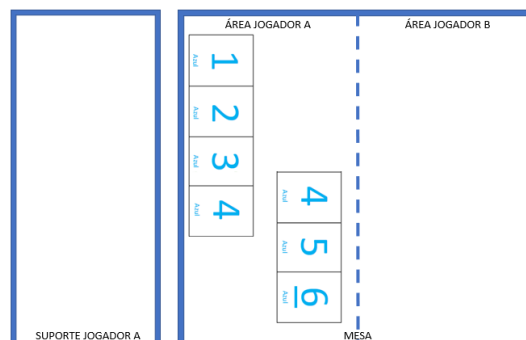 ÁREA JOGADOR A
ÁREA JOGADOR B
1
Azul
2
Azul
3
Azul
4
Azul
4
Azul
5
Azul
6
Azul
SUPORTE JOGADOR A
MESA